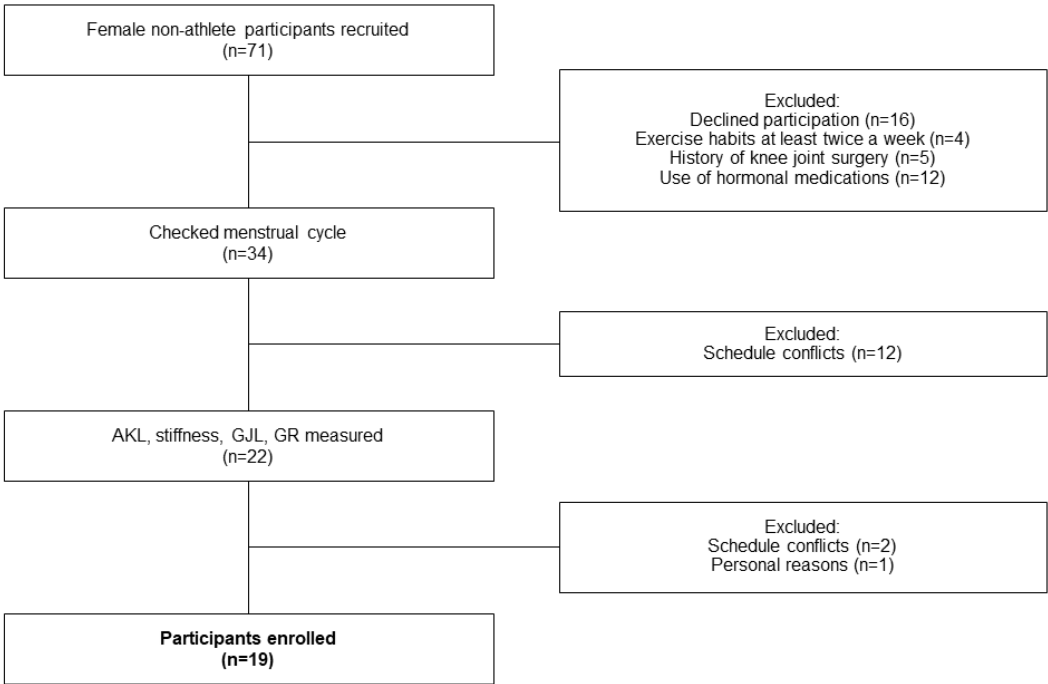 Female non-athlete participants recruited
(n=71)
Excluded:
Declined participation (n=16)
Exercise habits at least twice a week (n=4)
History of knee joint surgery (n=5)
Use of hormonal medications (n=12)
Checked menstrual cycle
(n=34)
Excluded:
Schedule conflicts (n=12)
AKL, stiffness, GJL, GR measured
(n=22)
Excluded:
Schedule conflicts (n=2)
Personal reasons (n=1)
Participants enrolled
(n=19)